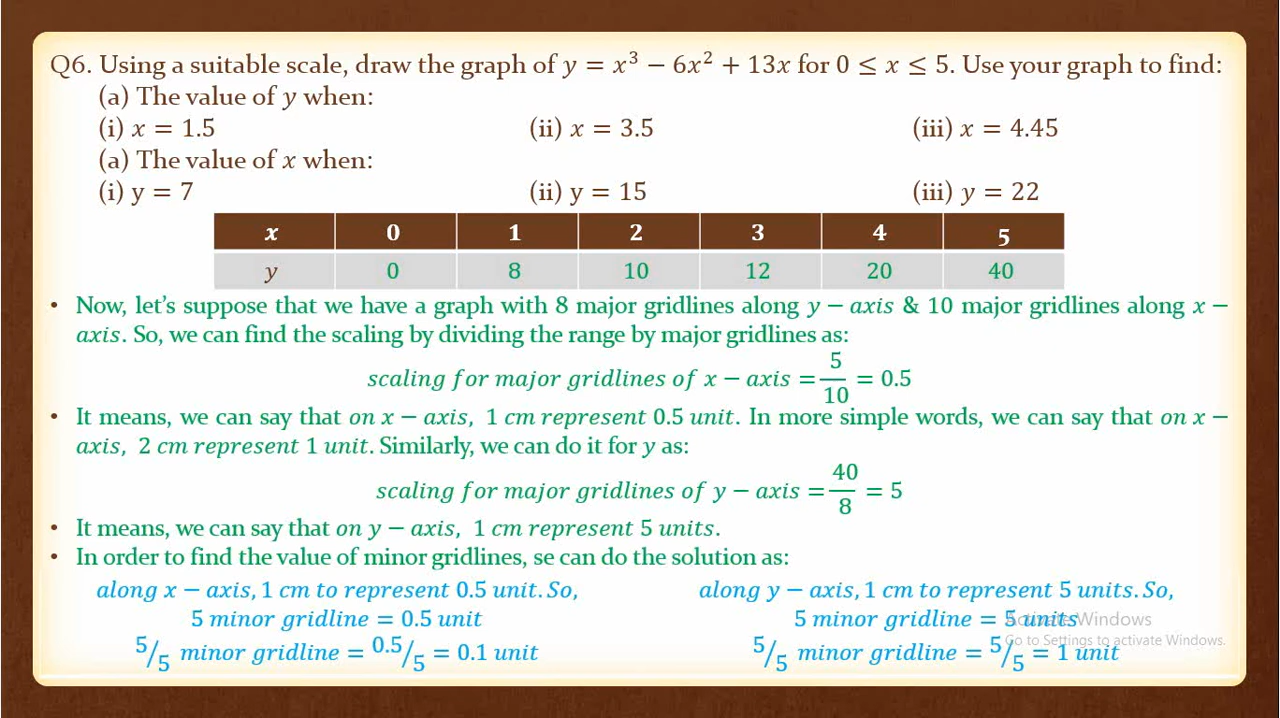 Q6. Using a suitable scale, draw the graph of y = x³ − 6x² + 13x for 0 ≤ x ≤ 5. Use your graph to find:
(a) The value of y when:
(i) x = 1.5 (ii) x = 3.5 (iii) x = 4.45
(a) The value of x when:
(i) y = 7 (ii) y = 15 (iii) y = 22
x 0 1 2 3 4 5
y 0 8 10 12 20 40
• Now, let's suppose that we have a graph with 8 major gridlines along y − axis & 10 major gridlines along x −
axis. So, we can find the scaling by dividing the range by major gridlines as:
scaling for major gridlines of x − axis = 5/10 = 0.5
• It means, we can say that on x − axis, 1 cm represent 0.5 unit. In more simple words, we can say that on x −
axis, 2 cm represent 1 unit. Similarly, we can do it for y as:
scaling for major gridlines of y − axis = 40/8 = 5
• It means, we can say that on y − axis, 1 cm represent 5 units.
• In order to find the value of minor gridlines, se can do the solution as:
along x − axis, 1 cm to represent 0.5 unit. So,
5 minor gridline = 0.5 unit
5/5 minor gridline = 0.5/5 = 0.1 unit
along y − axis, 1 cm to represent 5 units. So,
5 minor gridline = 5 units
5/5 minor gridline = 5/5 = 1 unit
Activate Windows
Go to Settings to activate Windows.